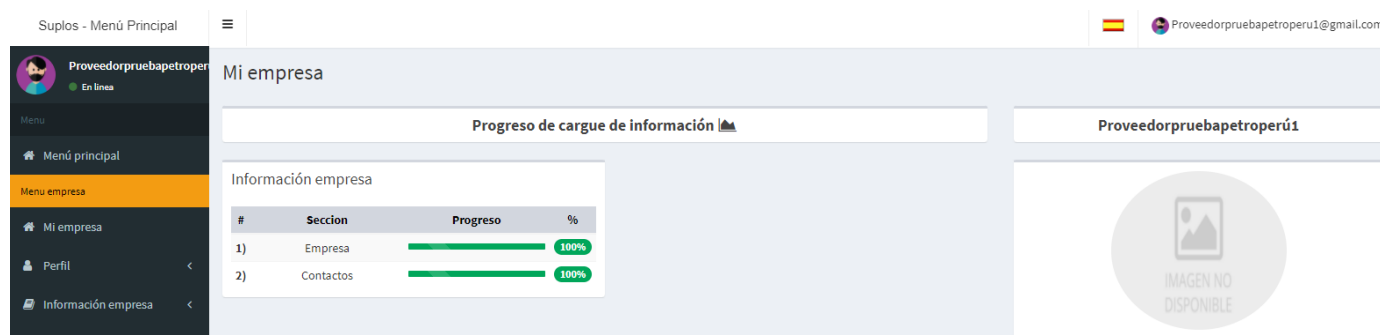 Suplos - Menú Principal
Proveedorpruebapetroperu1@gmail.com
Proveedorpruebapetroper
En linea
Menu
Menú principal
Menu empresa
Mi empresa
Perfil
Información empresa
Mi empresa
Progreso de cargue de información
Información empresa
# Seccion Progreso %
1) Empresa 100%
2) Contactos 100%
Proveedorpruebapetroperú1
IMAGEN NO
DISPONIBLE